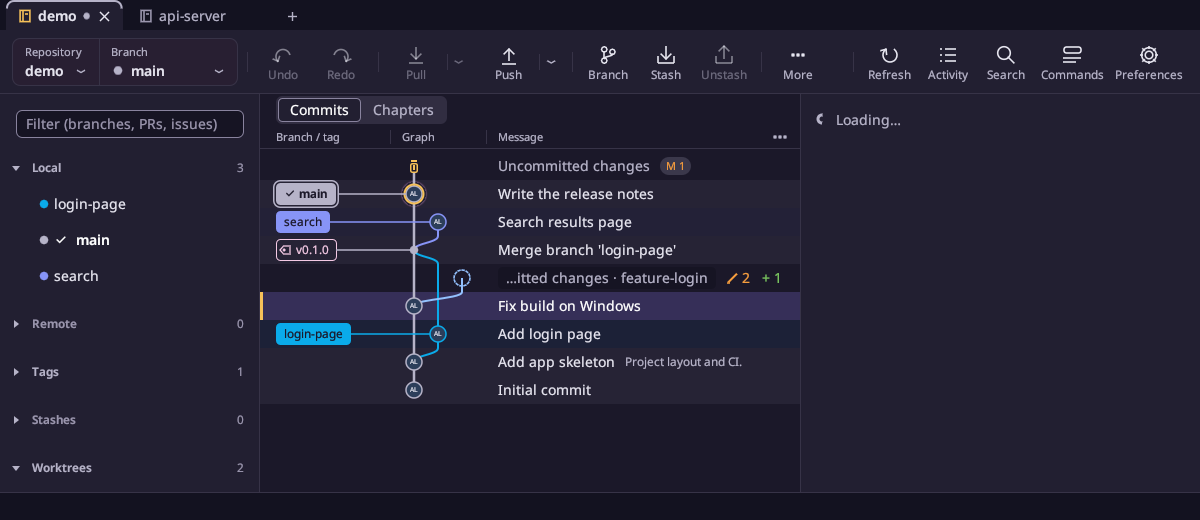 demo
api-server
Repository
demo
Branch
main
Undo
Redo
Pull
Push
Branch
Stash
Unstash
More
Refresh
Activity
Search
Commands
Preferences
Filter (branches, PRs, issues)
Local 3
login-page
main
search
Remote 0
Tags 1
Stashes 0
Worktrees 2
Commits
Chapters
Branch / tag
Graph
Message
Uncommitted changes M 1
main AL Write the release notes
search AL Search results page
v0.1.0 Merge branch 'login-page'
…itted changes · feature-login 2 + 1
AL Fix build on Windows
login-page AL Add login page
AL Add app skeleton Project layout and CI.
AL Initial commit
Loading...